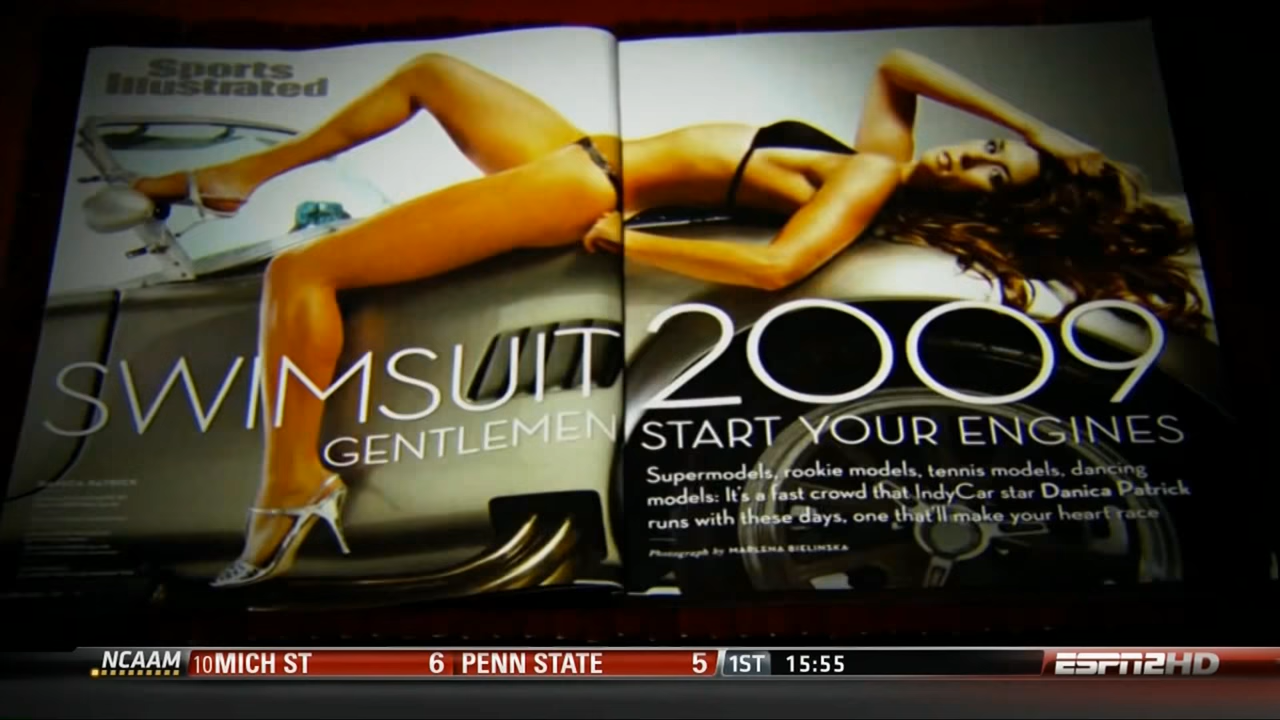 Sports
Illustrated
SWIMSUIT 2009
GENTLEMEN START YOUR ENGINES
Supermodels, rookie models, tennis models, dancing
models: It's a fast crowd that IndyCar star Danica Patrick
runs with these days, one that'll make your heart race
Photograph by MARLENA BIELINSKA
DANICA PATRICK
NCAAM 10 MICH ST 6 PENN STATE 5 1ST 15:55 ESPN2HD